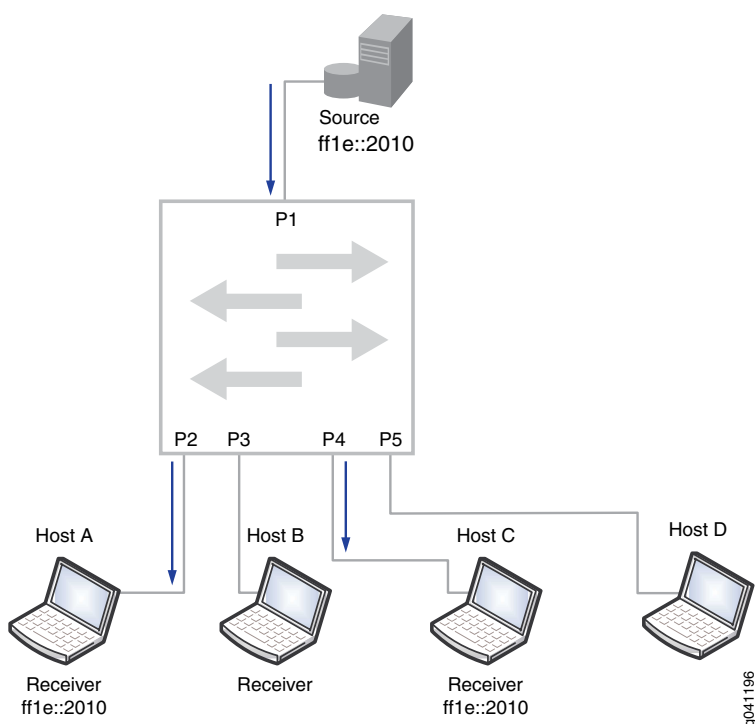 Source
ff1e::2010
P1
P2 P3 P4 P5
Host A Host B Host C Host D
Receiver Receiver Receiver
ff1e::2010 ff1e::2010
g041196